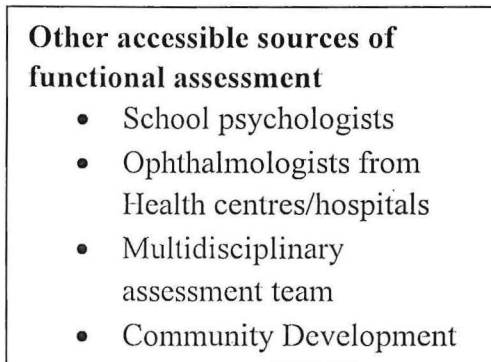 Other accessible sources of
functional assessment
• School psychologists
• Ophthalmologists from
Health centres/hospitals
• Multidisciplinary
assessment team
• Community Development